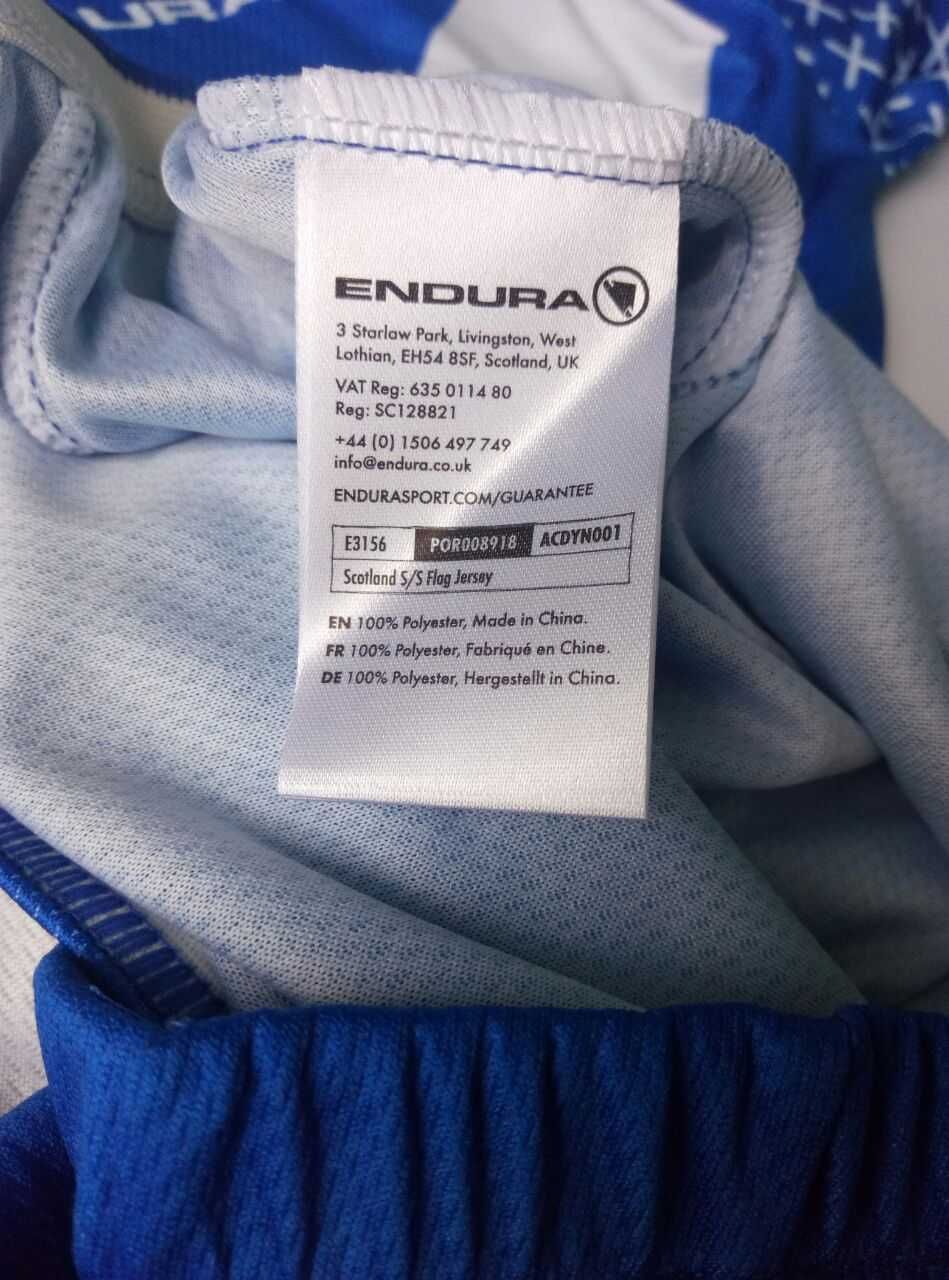 URA
ENDURA
3 Starlaw Park, Livingston, West
Lothian, EH54 8SF, Scotland, UK
VAT Reg: 635 0114 80
Reg: SC128821
+44 (0) 1506 497 749
info@endura.co.uk
ENDURASPORT.COM/GUARANTEE
E3156 POR008918 ACDYN001
Scotland S/S Flag Jersey
EN 100% Polyester, Made in China.
FR 100% Polyester, Fabriqué en Chine.
DE 100% Polyester, Hergestellt in China.